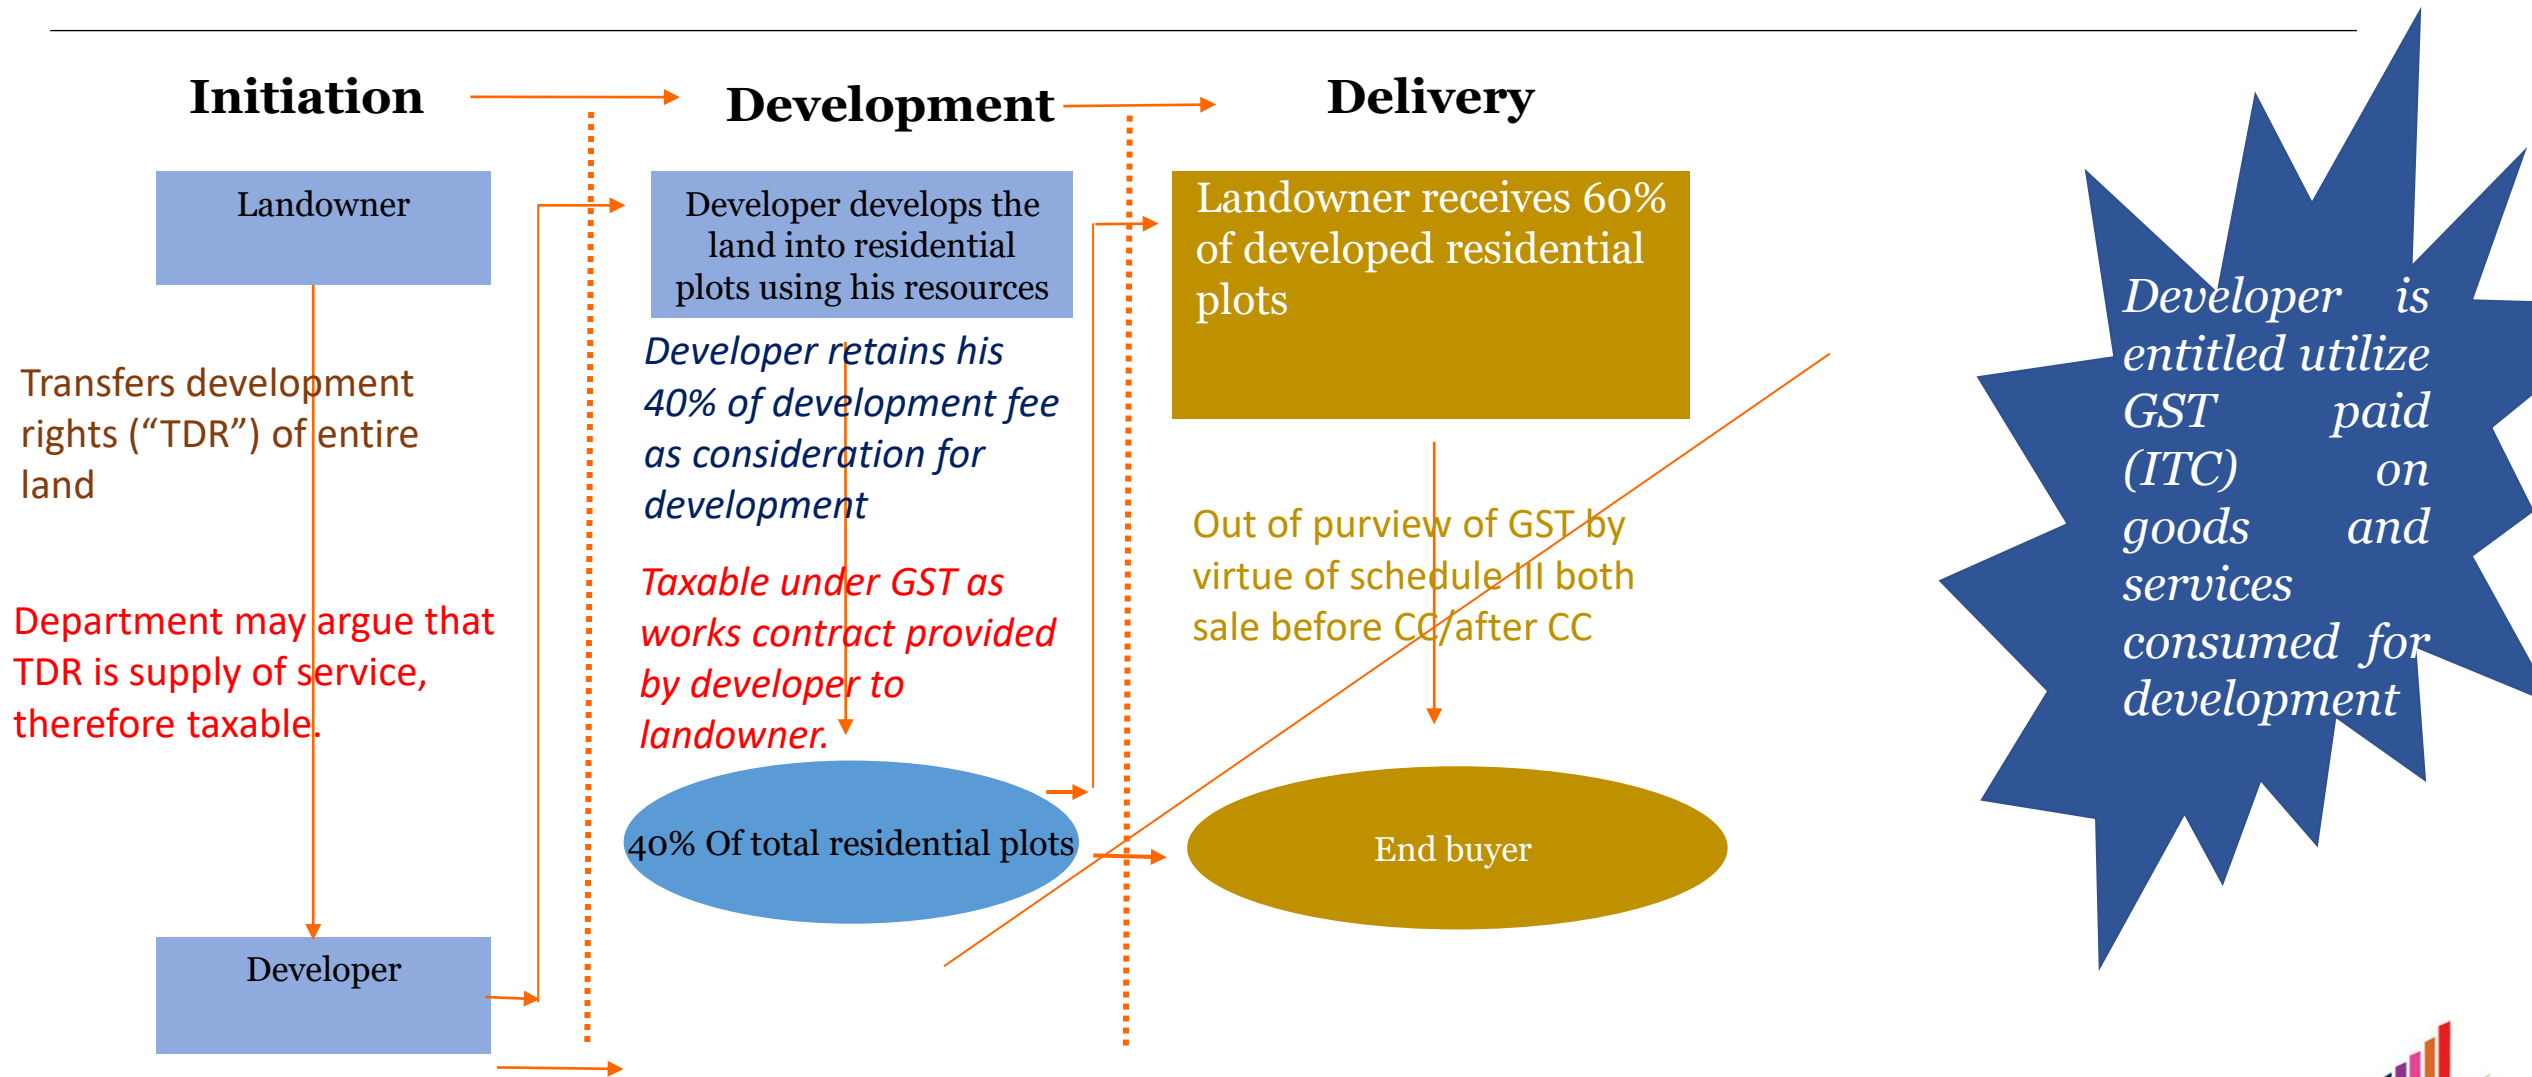 Initiation
Development
Delivery
Landowner
Transfers development
rights (“TDR”) of entire
land
Department may argue that
TDR is supply of service,
therefore taxable.
Developer
Developer develops the
land into residential
plots using his resources
Developer retains his
40% of development fee
as consideration for
development
Taxable under GST as
works contract provided
by developer to
landowner.
40% Of total residential plots
Landowner receives 60%
of developed residential
plots
Out of purview of GST by
virtue of schedule III both
sale before CC/after CC
End buyer
Developer is
entitled utilize
GST paid
(ITC) on
goods and
services
consumed for
development